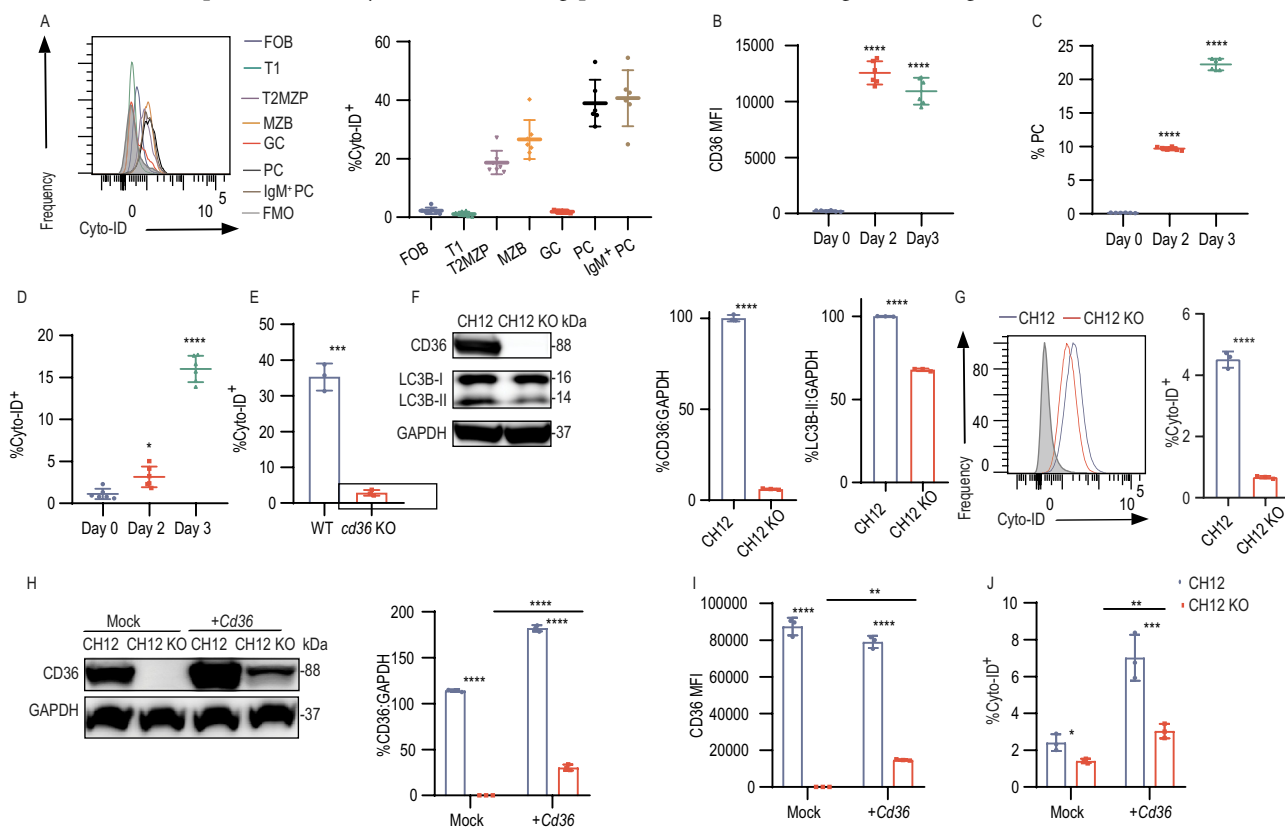 A
Frequency
Cyto-ID
0
10
5
FOB
T1
T2MZP
MZB
GC
PC
IgM+ PC
FMO
%Cyto-ID+
60
40
20
0
FOB
T1
T2MZP
MZB
GC
PC
IgM+ PC
B
CD36 MFI
15000
10000
5000
0
****
****
Day 0 Day 2 Day3
C
% PC
25
20
15
10
5
0
****
****
Day 0 Day 2 Day 3
D
%Cyto-ID+
20
15
10
5
0
*
****
Day 0 Day 2 Day 3
E
%Cyto-ID+
50
40
30
20
10
0
***
WT cd36 KO
F
CH12 CH12 KO kDa
CD36 -88
LC3B-I -16
LC3B-II -14
GAPDH -37
%CD36:GAPDH
100
50
0
****
CH12
CH12 KO
%LC3B-II:GAPDH
100
50
0
****
CH12
CH12 KO
G
CH12 CH12 KO
Frequency
100
80
60
40
20
0
0
10
5
Cyto-ID
%Cyto-ID+
6
4
2
0
****
CH12
CH12 KO
H
Mock +Cd36
CH12 CH12 KO CH12 CH12 KO kDa
CD36 -88
GAPDH -37
%CD36:GAPDH
200
150
100
50
0
****
****
****
Mock +Cd36
I
CD36 MFI
100000
80000
60000
40000
20000
0
****
**
****
Mock +Cd36
J
%Cyto-ID+
10
8
6
4
2
0
*
**
***
Mock +Cd36
CH12
CH12 KO